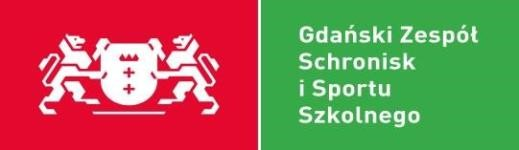 Gdański Zespół
Schronisk
i Sportu
Szkolnego